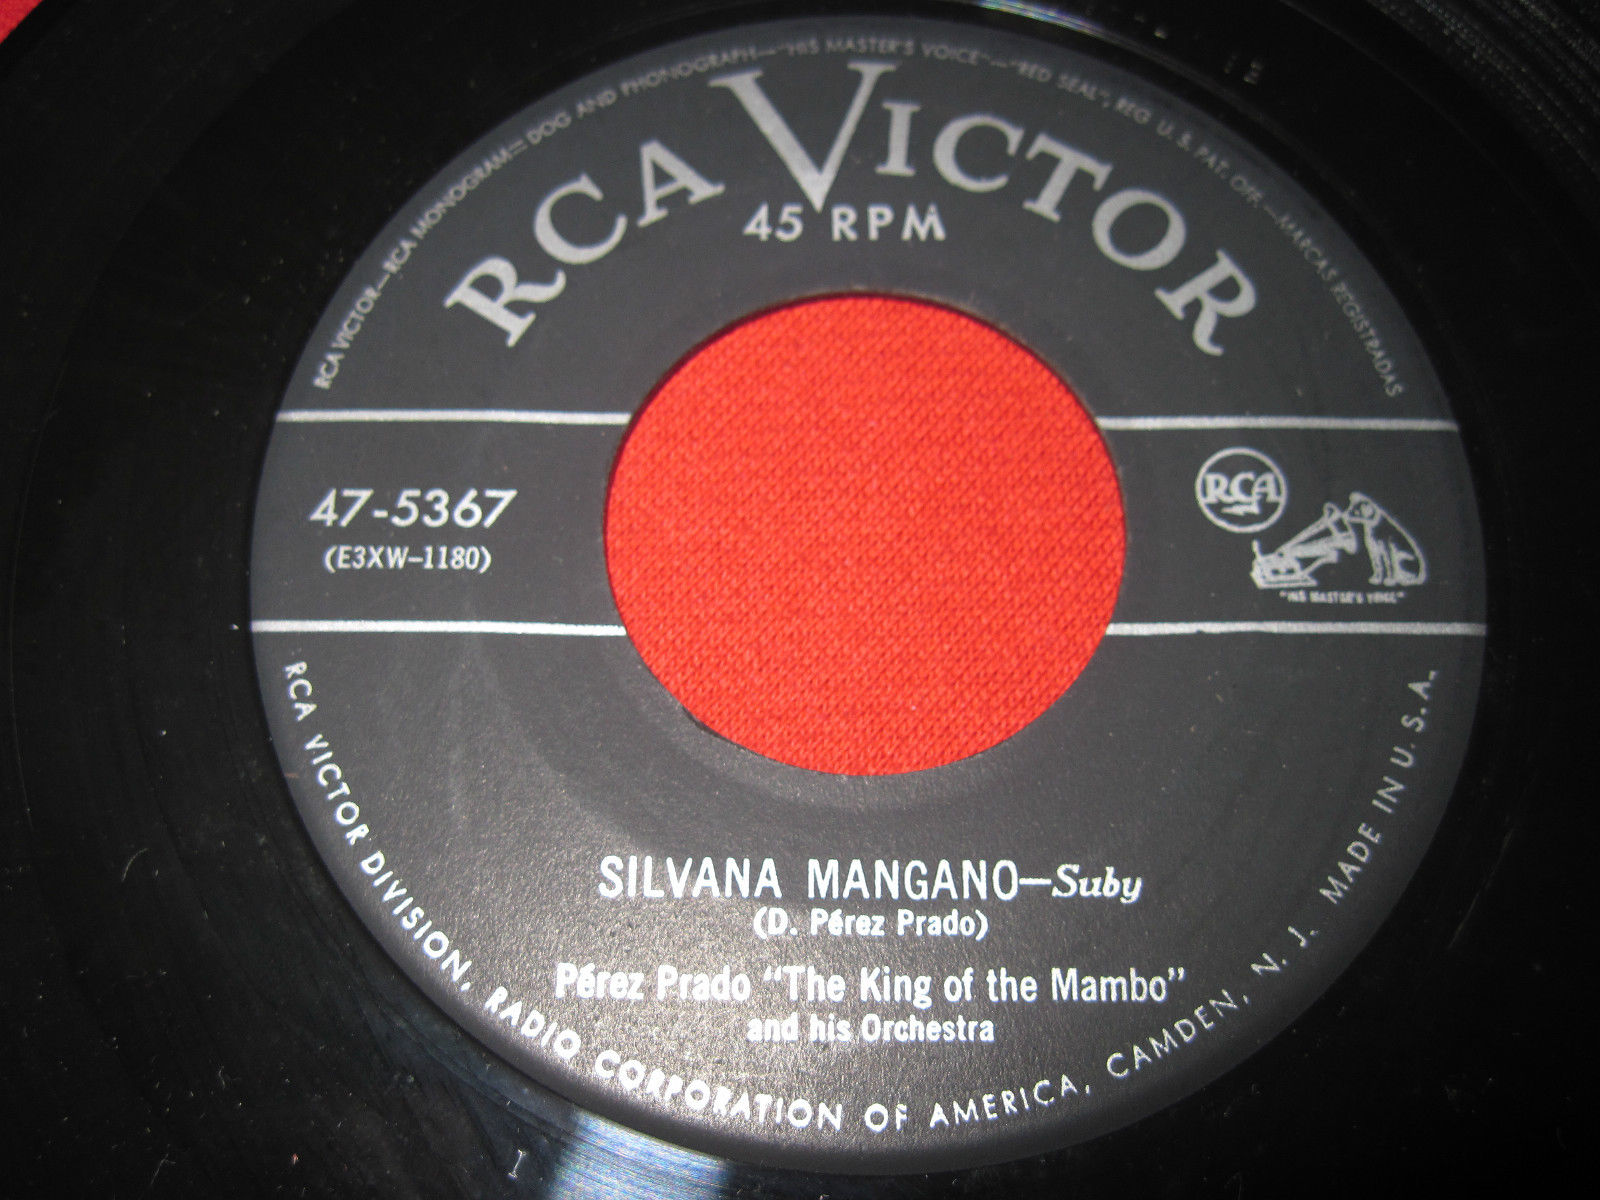 RCA VICTOR—RCA MONOGRAM—DOG AND PHONOGRAPH—"HIS MASTER'S VOICE"—"RED SEAL", REG U. S. PAT. OFF.—MARCAS REGISTRADAS
RCA VICTOR
45 RPM
47-5367
(E3XW–1180)
RCA
"HIS MASTER'S VOICE"
SILVANA MANGANO—Suby
(D. Pérez Prado)
Pérez Prado "The King of the Mambo"
and his Orchestra
RCA VICTOR DIVISION, RADIO CORPORATION OF AMERICA, CAMDEN, N. J. MADE IN U. S. A.
I